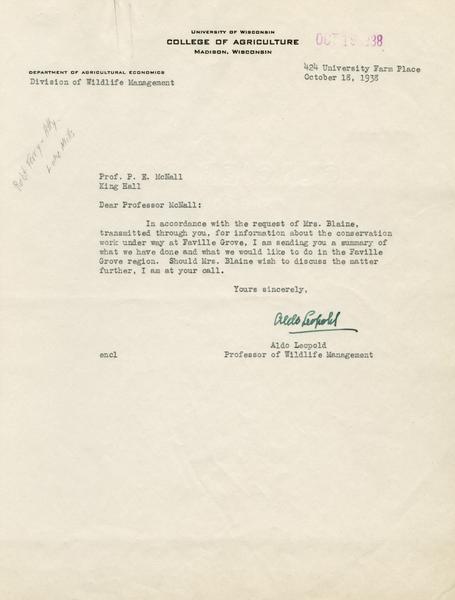 UNIVERSITY OF WISCONSIN
COLLEGE OF AGRICULTURE
MADISON, WISCONSIN
OCT 19 1938
424 University Farm Place
October 18, 1938
DEPARTMENT OF AGRICULTURAL ECONOMICS
Division of Wildlife Management
Lake Mills
Prof. P. E. McNall
King Hall
Dear Professor McNall:
In accordance with the request of Mrs. Blaine,
transmitted through you, for information about the conservation
work under way at Faville Grove, I am sending you a summary of
what we have done and what we would like to do in the Faville
Grove region. Should Mrs. Blaine wish to discuss the matter
further, I am at your call.
Yours sincerely,
Aldo Leopold
Aldo Leopold
encl
Professor of Wildlife Management